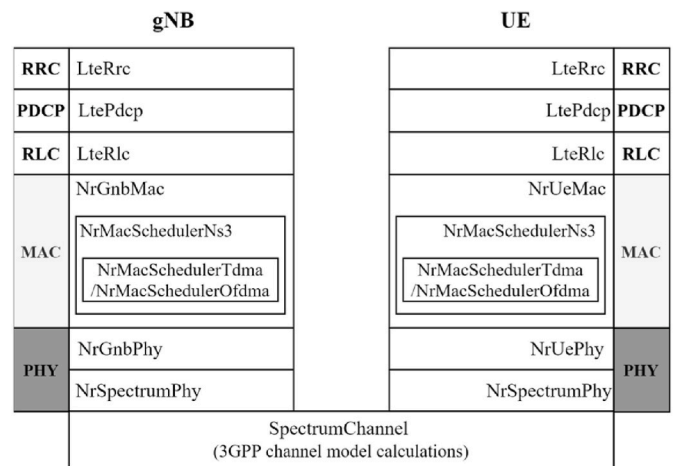 gNB
UE
RRC LteRrc
LteRrc RRC
PDCP LtePdcp
LtePdcp PDCP
RLC LteRlc
LteRlc RLC
MAC
NrGnbMac
NrMacSchedulerNs3
NrMacSchedulerTdma
/NrMacSchedulerOfdma
NrUeMac
NrMacSchedulerNs3
NrMacSchedulerTdma
/NrMacSchedulerOfdma
MAC
PHY
NrGnbPhy
NrSpectrumPhy
NrUePhy
NrSpectrumPhy
PHY
SpectrumChannel
(3GPP channel model calculations)